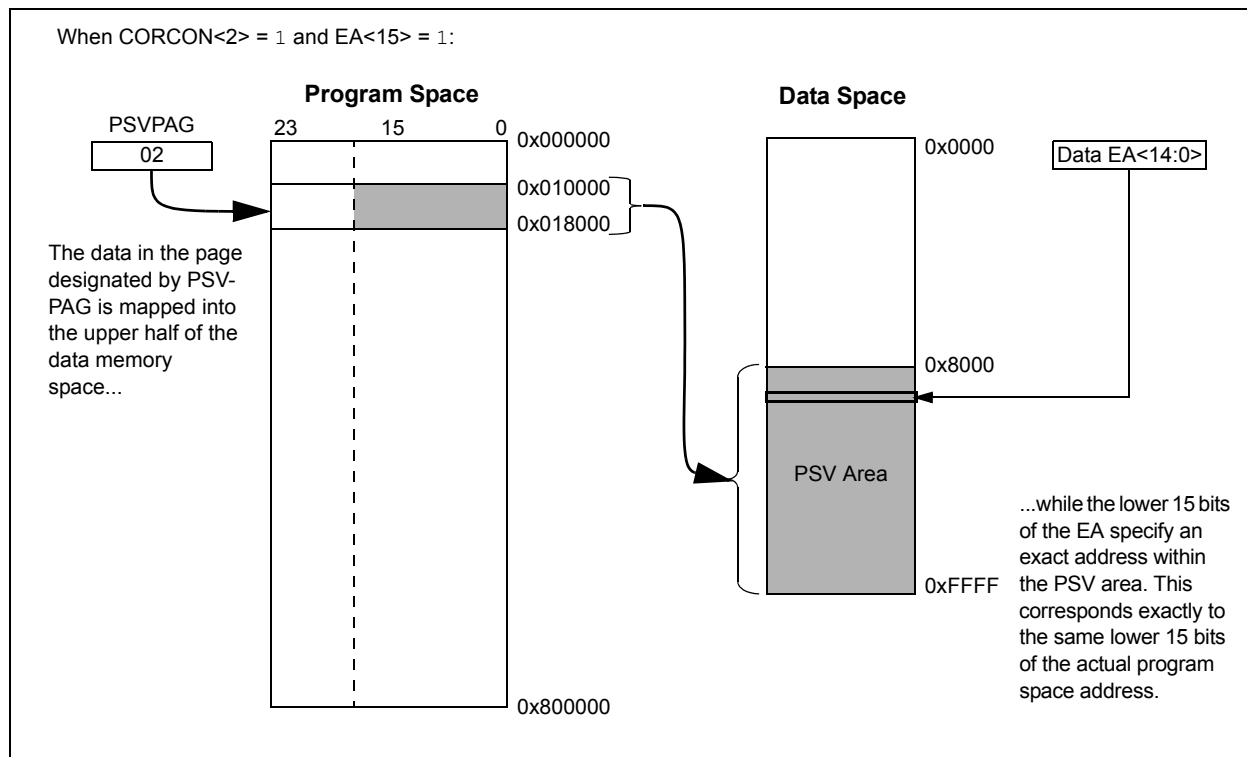 When CORCON<2> = 1 and EA<15> = 1:
Program Space
Data Space
PSVPAG
02
23
15
0
0x000000
0x010000
0x018000
0x800000
The data in the page
designated by PSV-
PAG is mapped into
the upper half of the
data memory
space...
0x0000
0x8000
0xFFFF
PSV Area
Data EA<14:0>
...while the lower 15 bits
of the EA specify an
exact address within
the PSV area. This
corresponds exactly to
the same lower 15 bits
of the actual program
space address.